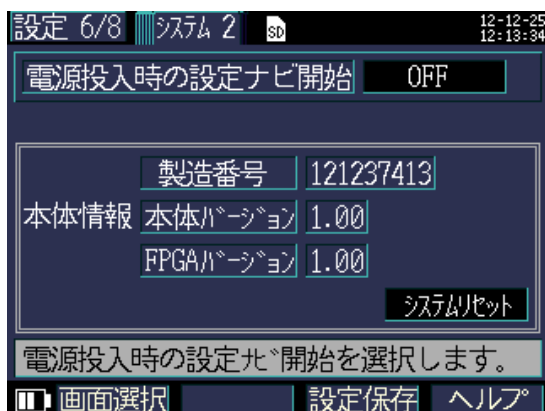 設定 6/8 ｼｽﾃﾑ 2 SD 12-12-25
12:13:34
電源投入時の設定ナビ開始 OFF
製造番号 121237413
本体情報 本体ﾊﾞｰｼﾞｮﾝ 1.00
FPGAﾊﾞｰｼﾞｮﾝ 1.00
ｼｽﾃﾑﾘｾｯﾄ
電源投入時の設定ﾅﾋﾞ開始を選択します。
画面選択 設定保存 ヘルプ